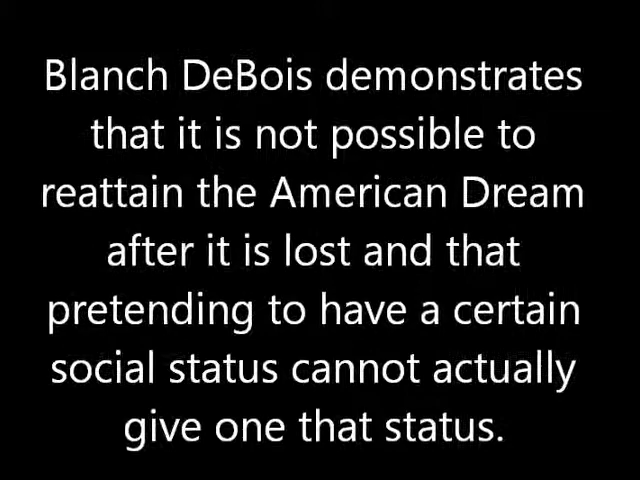 Blanch DeBois demonstrates
that it is not possible to
reattain the American Dream
after it is lost and that
pretending to have a certain
social status cannot actually
give one that status.